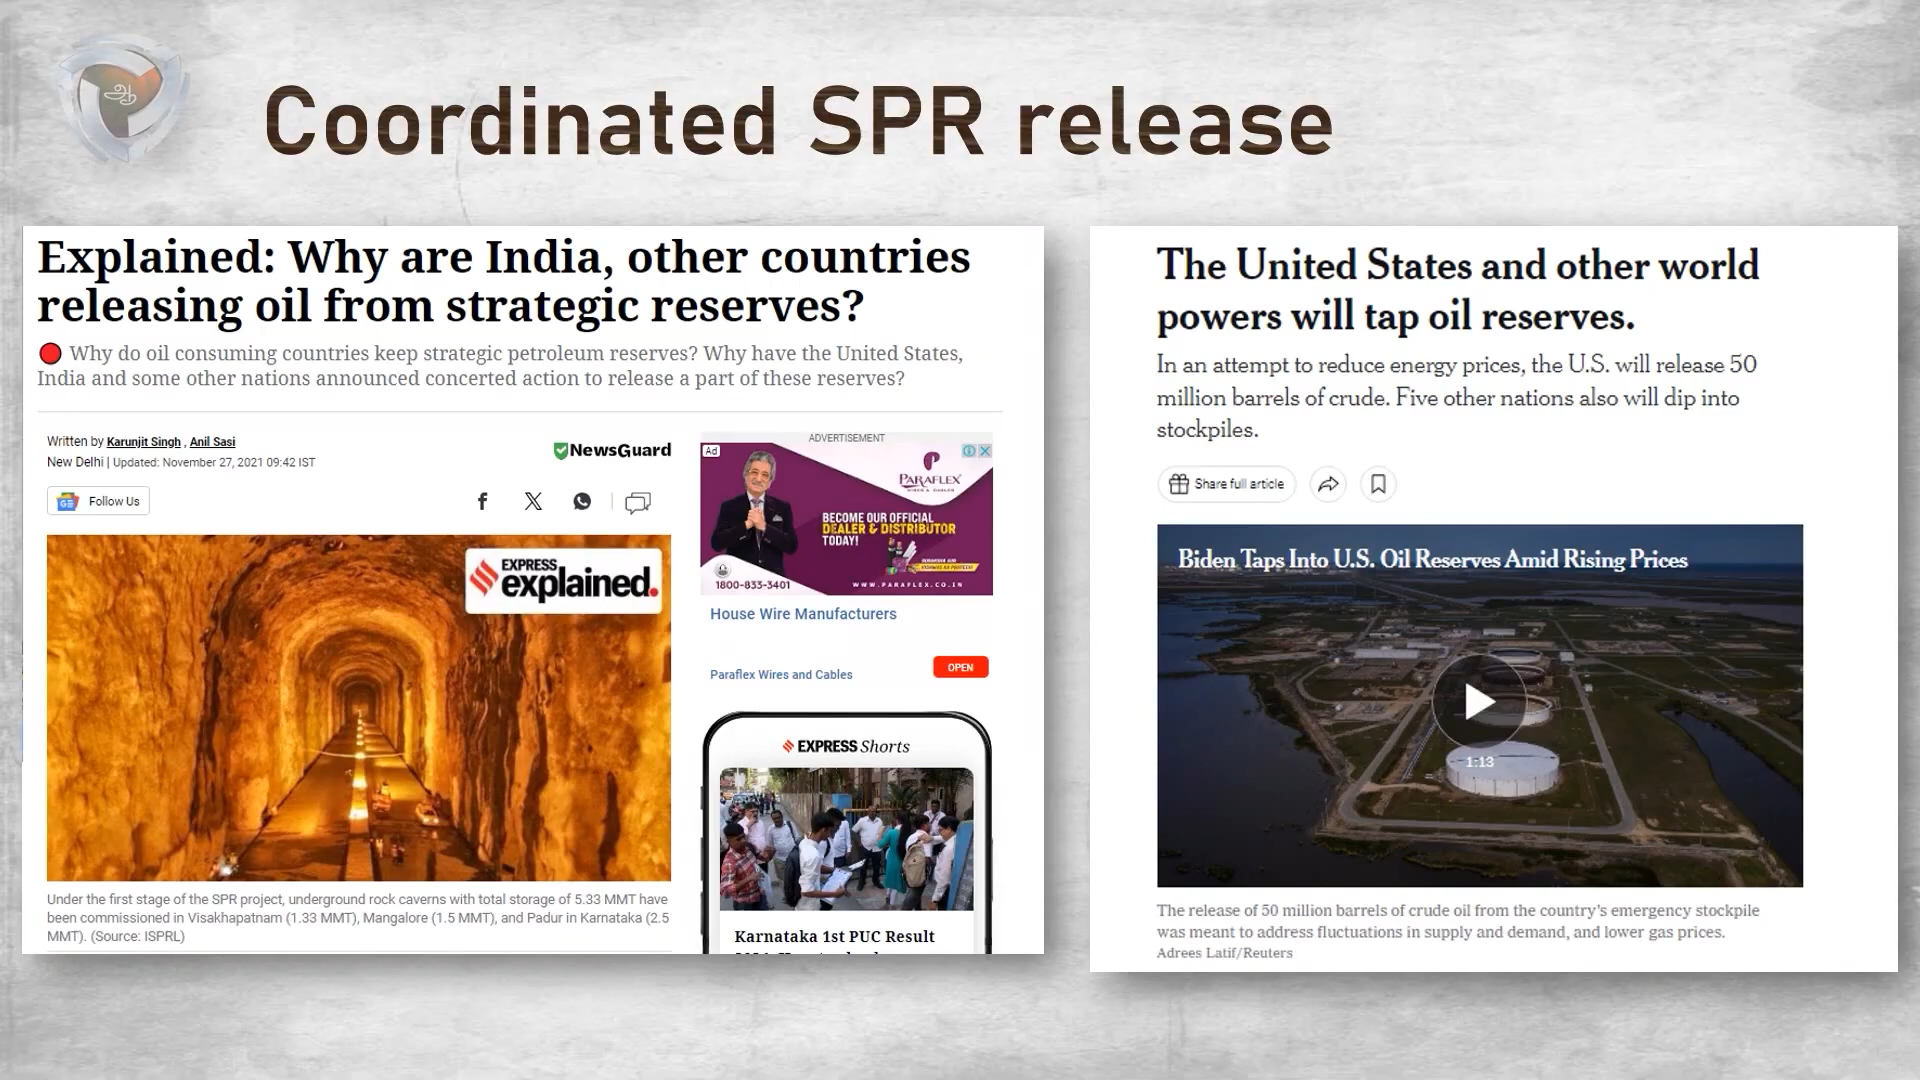 Coordinated SPR release
Explained: Why are India, other countries
releasing oil from strategic reserves?
Why do oil consuming countries keep strategic petroleum reserves? Why have the United States,
India and some other nations announced concerted action to release a part of these reserves?
Written by Karunjit Singh , Anil Sasi
New Delhi | Updated: November 27, 2021 09:42 IST
NewsGuard
Follow Us
EXPRESS
explained.
Under the first stage of the SPR project, underground rock caverns with total storage of 5.33 MMT have
been commissioned in Visakhapatnam (1.33 MMT), Mangalore (1.5 MMT), and Padur in Karnataka (2.5
MMT). (Source: ISPRL)
ADVERTISEMENT
Ad
PARAFLEX
WIRES & CABLES
BECOME OUR OFFICIAL
DEALER & DISTRIBUTOR
TODAY!
1800-833-3401
WWW.PARAFLEX.CO.IN
House Wire Manufacturers
Paraflex Wires and Cables
OPEN
EXPRESS Shorts
Karnataka 1st PUC Result
The United States and other world
powers will tap oil reserves.
In an attempt to reduce energy prices, the U.S. will release 50
million barrels of crude. Five other nations also will dip into
stockpiles.
Share full article
Biden Taps Into U.S. Oil Reserves Amid Rising Prices
1:13
The release of 50 million barrels of crude oil from the country's emergency stockpile
was meant to address fluctuations in supply and demand, and lower gas prices.
Adrees Latif/Reuters